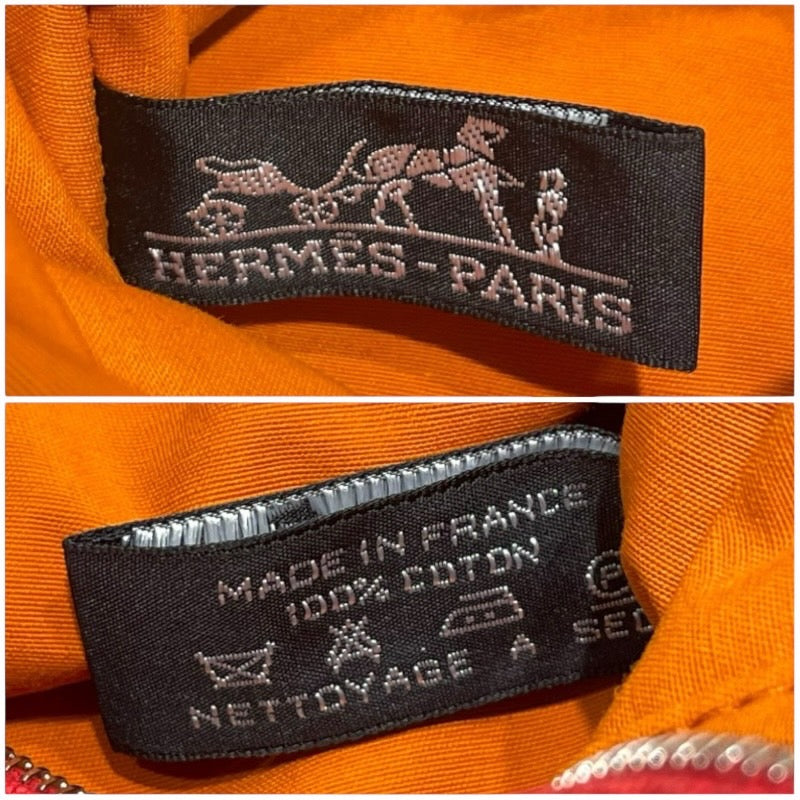 HERMÈS-PARIS
MADE IN FRANCE
100% COTON
P
NETTOYAGE A SEC